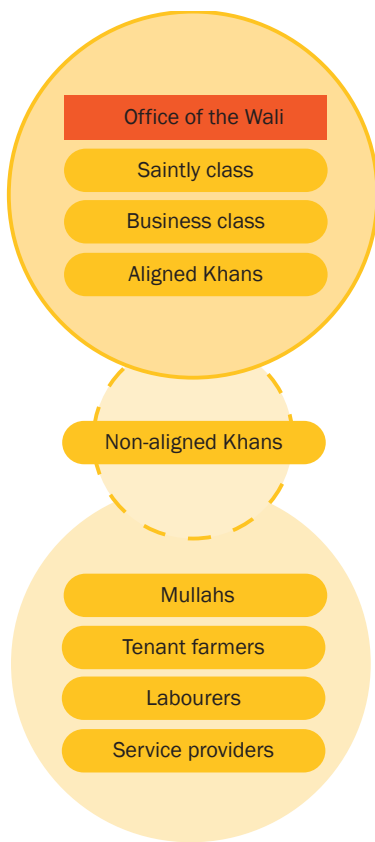 Office of the Wali
Saintly class
Business class
Aligned Khans
Non-aligned Khans
Mullahs
Tenant farmers
Labourers
Service providers